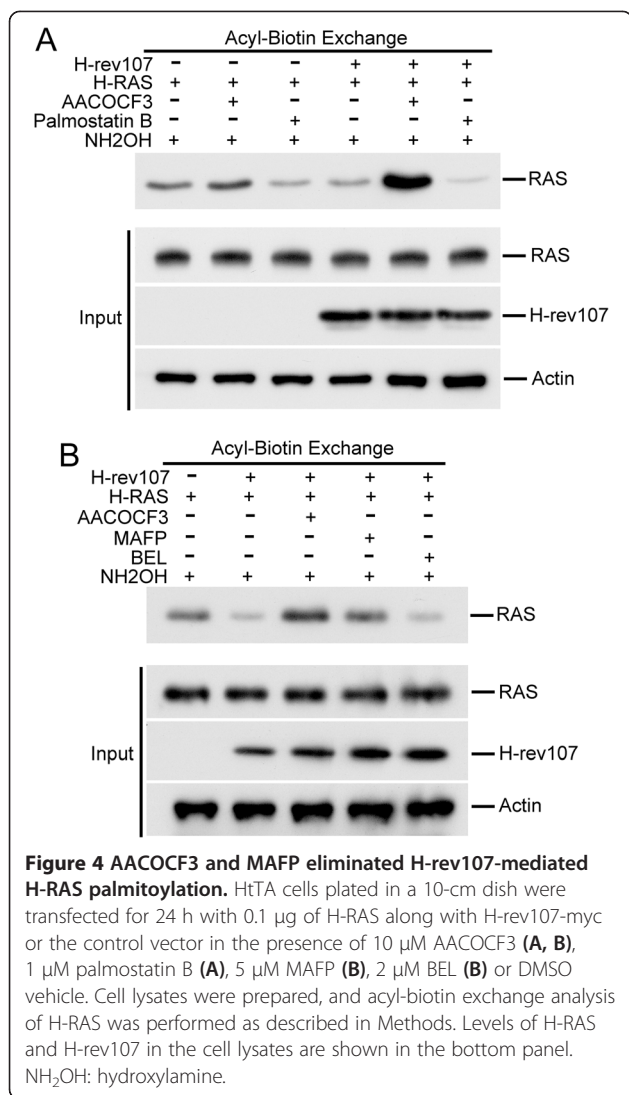 A
Acyl-Biotin Exchange
H-rev107 - - - + + +
H-RAS + + + + + +
AACOCF3 - + - - + -
Palmostatin B - - + - - +
NH2OH + + + + + +
RAS
RAS
Input
H-rev107
Actin
B
Acyl-Biotin Exchange
H-rev107 - + + + +
H-RAS + + + + +
AACOCF3 - - + - -
MAFP - - - + -
BEL - - - - +
NH2OH + + + + +
RAS
RAS
Input
H-rev107
Actin
Figure 4 AACOCF3 and MAFP eliminated H-rev107-mediated
H-RAS palmitoylation. HtTA cells plated in a 10-cm dish were
transfected for 24 h with 0.1 μg of H-RAS along with H-rev107-myc
or the control vector in the presence of 10 μM AACOCF3 (A, B),
1 μM palmostatin B (A), 5 μM MAFP (B), 2 μM BEL (B) or DMSO
vehicle. Cell lysates were prepared, and acyl-biotin exchange analysis
of H-RAS was performed as described in Methods. Levels of H-RAS
and H-rev107 in the cell lysates are shown in the bottom panel.
NH₂OH: hydroxylamine.